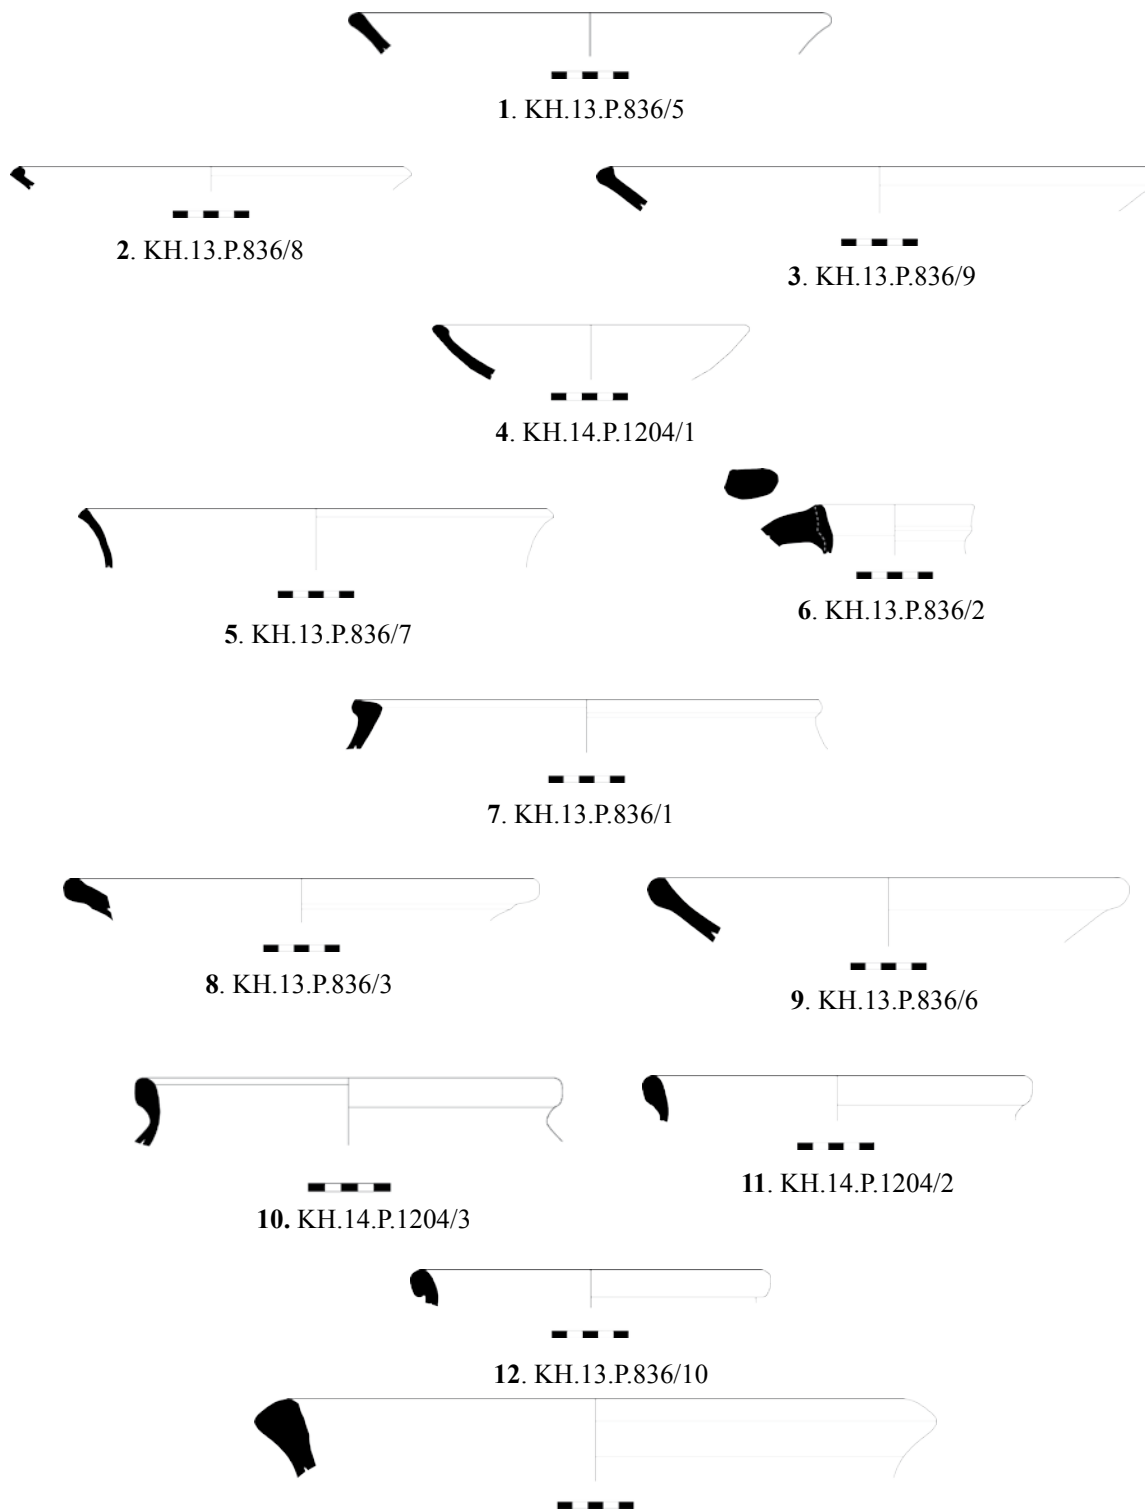 1. KH.13.P.836/5
2. KH.13.P.836/8
3. KH.13.P.836/9
4. KH.14.P.1204/1
5. KH.13.P.836/7
6. KH.13.P.836/2
7. KH.13.P.836/1
8. KH.13.P.836/3
9. KH.13.P.836/6
10. KH.14.P.1204/3
11. KH.14.P.1204/2
12. KH.13.P.836/10